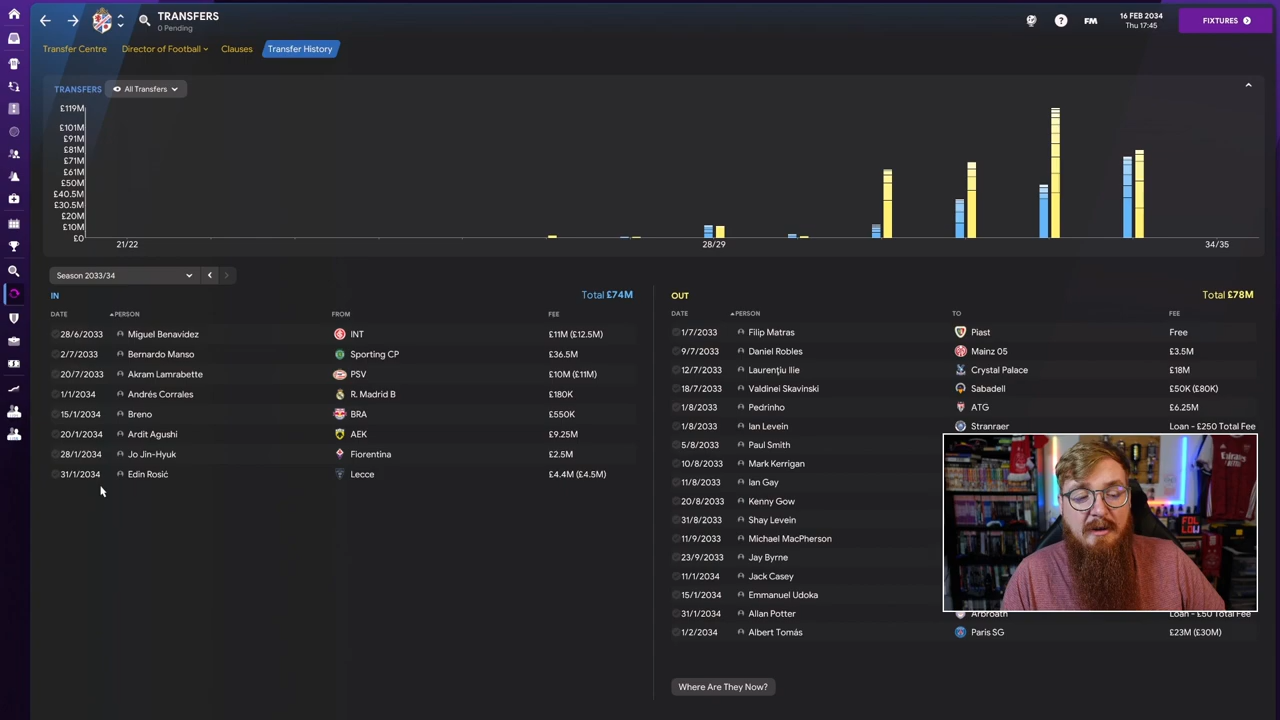 TRANSFERS
0 Pending
FM
16 FEB 2034
Thu 17:45
FIXTURES
Transfer Centre
Director of Football
Clauses
Transfer History
TRANSFERS
All Transfers
£119M
£101M
£91M
£81M
£71M
£61M
£50M
£40.5M
£30.5M
£20M
£10M
£0
21/22
28/29
34/35
Season 2033/34
IN
Total £74M
DATE PERSON FROM FEE
28/6/2033 Miguel Benavídez INT £11M (£12.5M)
2/7/2033 Bernardo Manso Sporting CP £36.5M
20/7/2033 Akram Lamrabette PSV £10M (£11M)
1/1/2034 Andrés Corrales R. Madrid B £180K
15/1/2034 Breno BRA £550K
20/1/2034 Ardit Agushi AEK £9.25M
28/1/2034 Jo Jin-Hyuk Fiorentina £2.5M
31/1/2034 Edin Rosić Lecce £4.4M (£4.5M)
OUT
Total £78M
DATE PERSON TO FEE
1/7/2033 Filip Matras Piast Free
9/7/2033 Daniel Robles Mainz 05 £3.5M
12/7/2033 Laurenţiu Ilie Crystal Palace £18M
18/7/2033 Valdinei Skavinski Sabadell £50K (£80K)
1/8/2033 Pedrinho ATG £6.25M
1/8/2033 Ian Levein Stranraer Loan - £250 Total Fee
5/8/2033 Paul Smith
10/8/2033 Mark Kerrigan
11/8/2033 Ian Gay
20/8/2033 Kenny Gow
31/8/2033 Shay Levein
11/9/2033 Michael MacPherson
23/9/2033 Jay Byrne
11/1/2034 Jack Casey
15/1/2034 Emmanuel Udoka
31/1/2034 Allan Potter Arbroath Loan - £50 Total Fee
1/2/2034 Albert Tomás Paris SG £23M (£30M)
Where Are They Now?
FOL
LOW